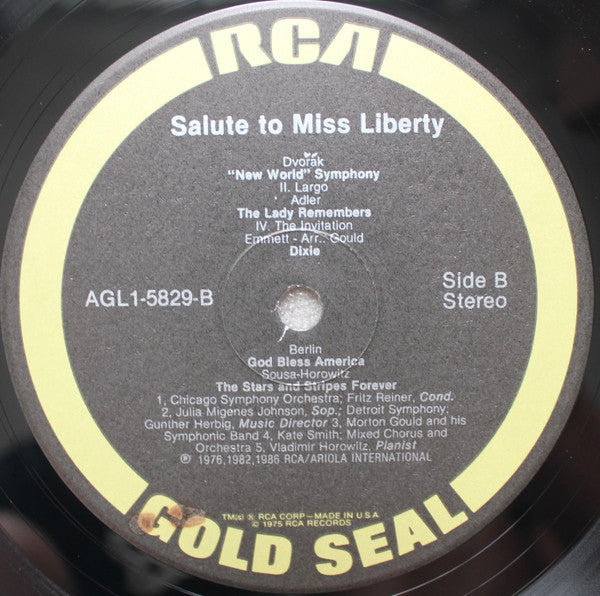 RCA
Salute to Miss Liberty
Dvořák
"New World" Symphony
II. Largo
Adler
The Lady Remembers
IV. The Invitation
Emmett - Arr.: Gould
Dixie
AGL1-5829-B
Side B
Stereo
Berlin
God Bless America
Sousa-Horowitz
The Stars and Stripes Forever
1, Chicago Symphony Orchestra; Fritz Reiner, Cond.
2, Julia Migenes Johnson, Sop.; Detroit Symphony;
Gunther Herbig, Music Director 3, Morton Gould and his
Symphonic Band 4, Kate Smith; Mixed Chorus and
Orchestra 5, Vladimir Horowitz, Pianist
℗ 1976,1982,1986 RCA/ARIOLA INTERNATIONAL
TM(s) ® RCA CORP—MADE IN U.S.A
© 1975 RCA RECORDS
GOLD SEAL